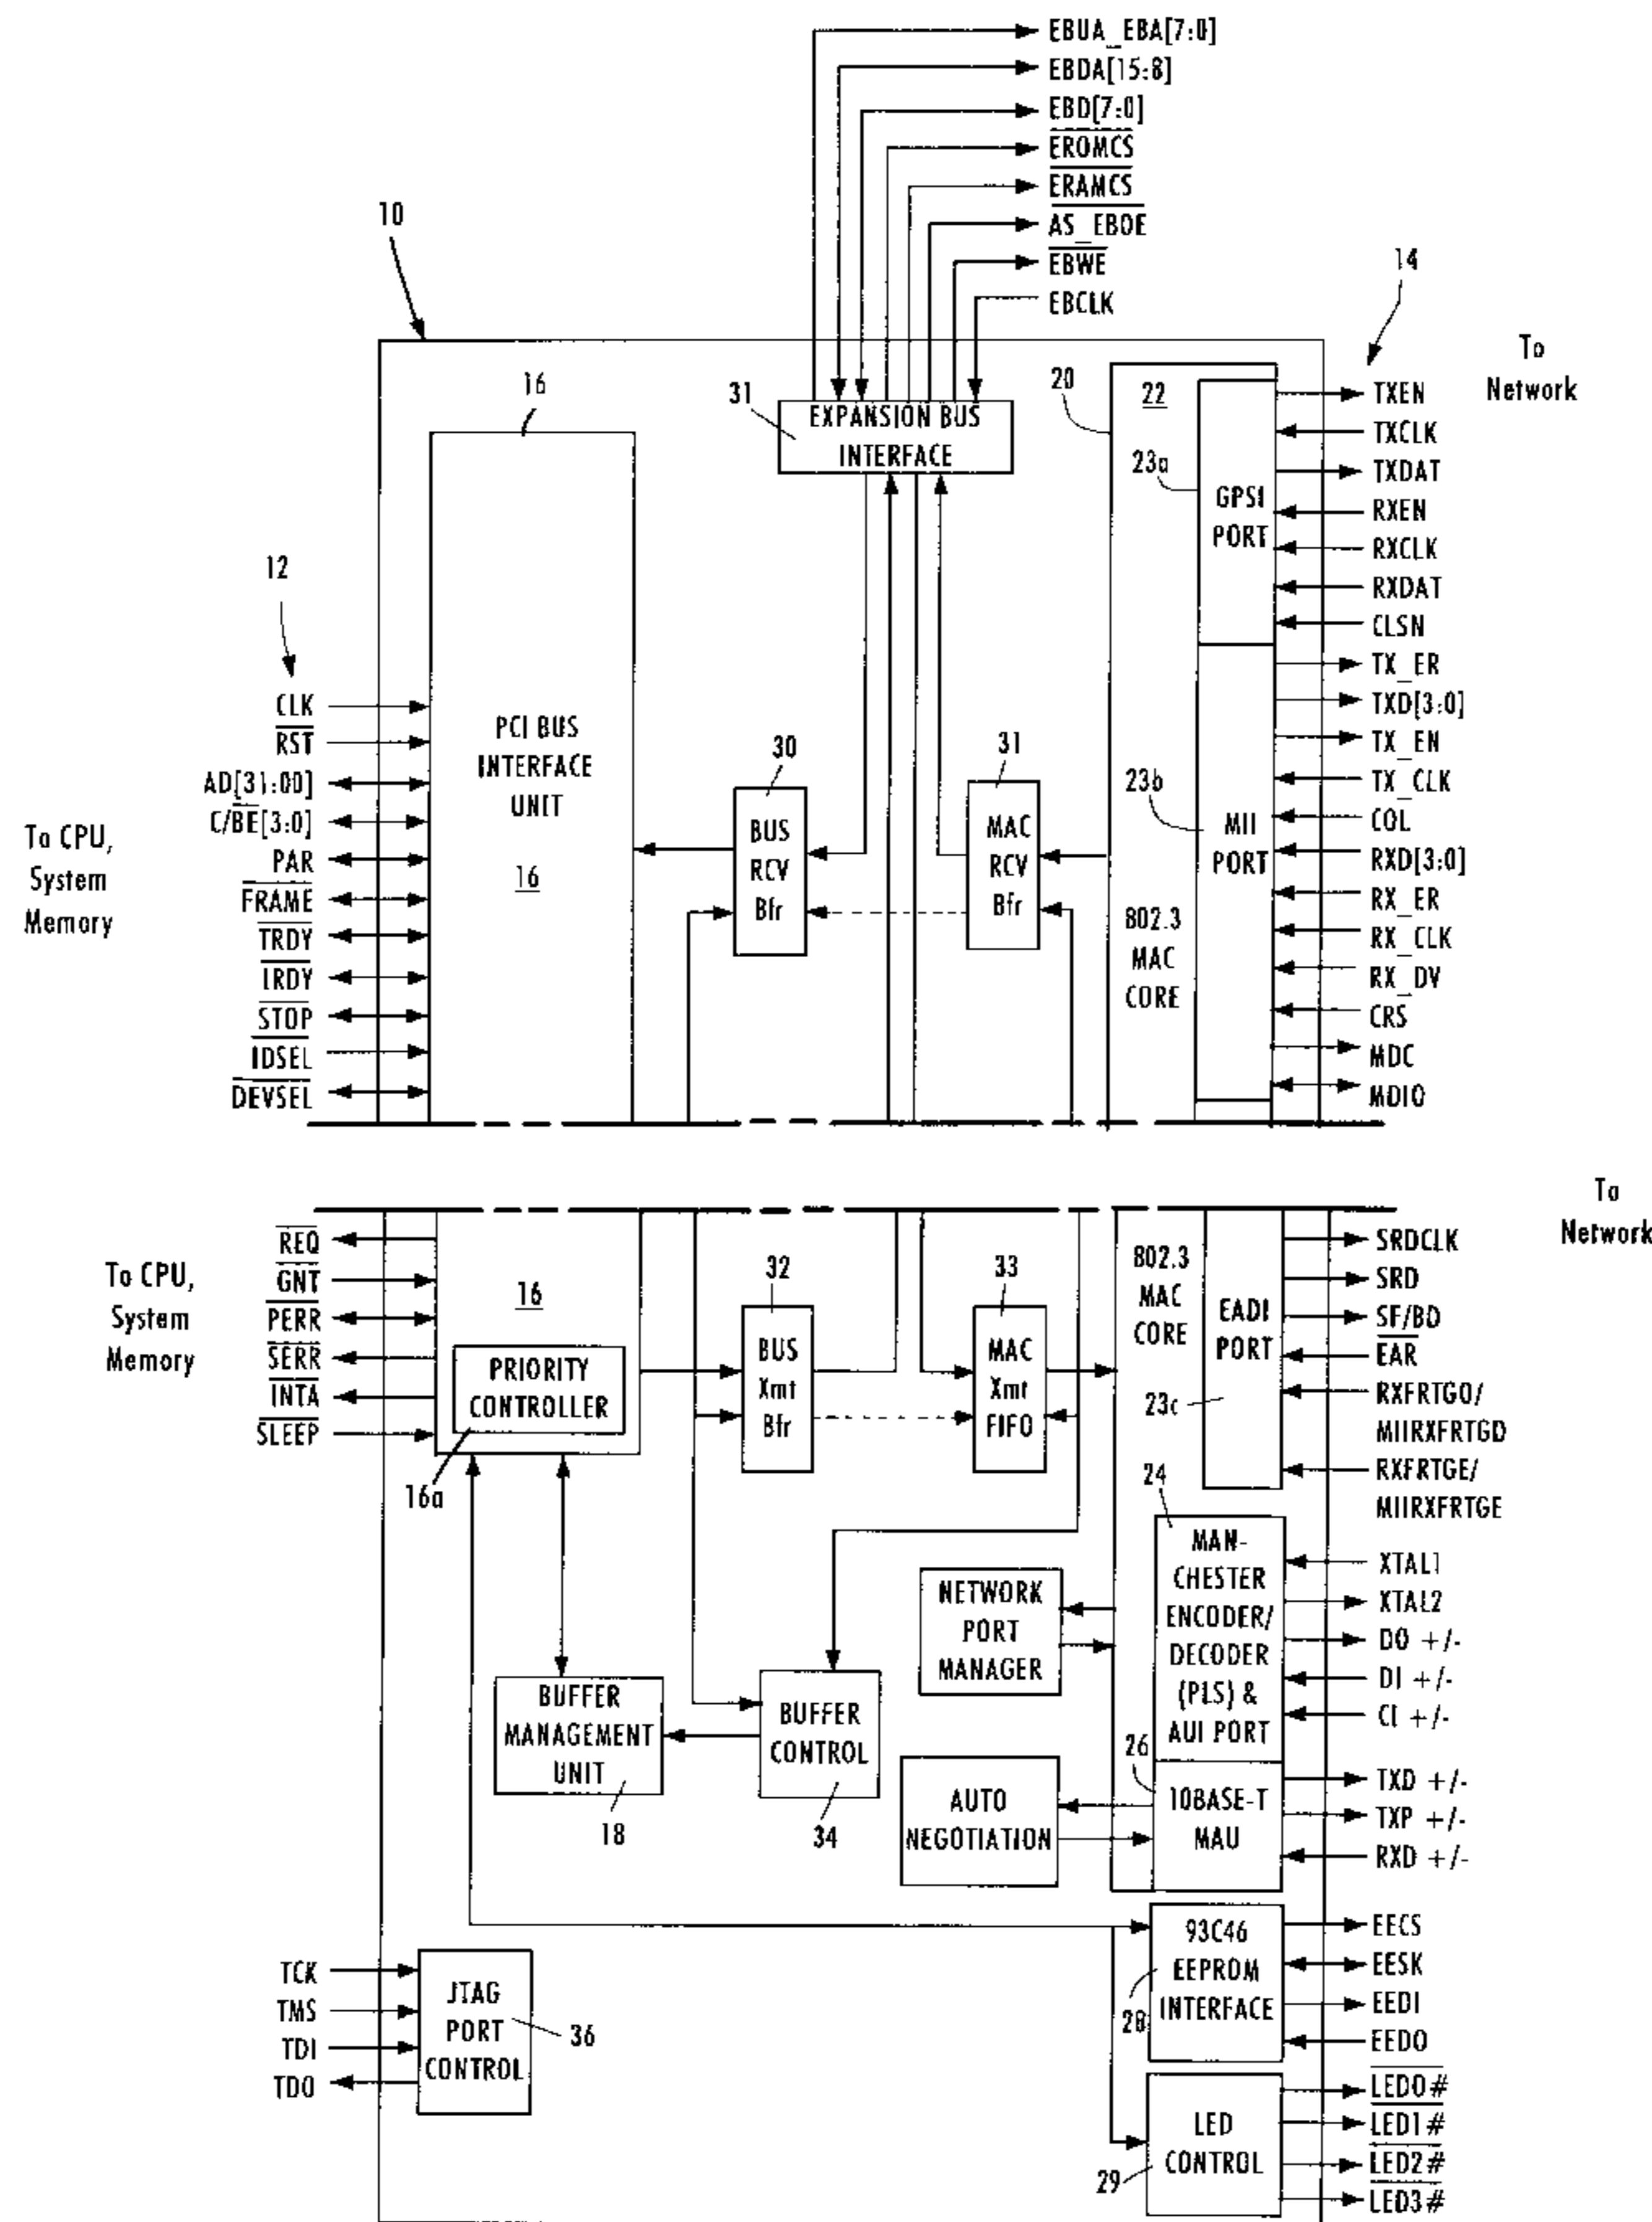 EBUA_EBA[7:0]
EBDA[15:8]
EBD[7:0]
EROMCS
ERAMCS
AS_EBOE
EBWE
EBCLK
10
14
To
Network
16
31
EXPANSION BUS
INTERFACE
20
22
23a
GPSI
PORT
TXEN
TXCLK
TXDAT
RXEN
RXCLK
RXDAT
CLSN
TX_ER
TXD[3:0]
TX_EN
TX_CLK
COL
RXD[3:0]
RX_ER
RX_CLK
RX_DV
CRS
MDC
MDIO
12
To CPU,
System
Memory
CLK
RST
AD[31:00]
C/BE[3:0]
PAR
FRAME
TRDY
IRDY
STOP
IDSEL
DEVSEL
PCI BUS
INTERFACE
UNIT
16
30
BUS
RCV
Bfr
31
MAC
RCV
Bfr
23b
MII
PORT
802.3
MAC
CORE
To
Network
To CPU,
System
Memory
REQ
GNT
PERR
SERR
INTA
SLEEP
16
PRIORITY
CONTROLLER
16a
32
BUS
Xmt
Bfr
33
MAC
Xmt
FIFO
802.3
MAC
CORE
EADI
PORT
23c
SRDCLK
SRD
SF/BD
EAR
RXFRTGO/
MIIRXFRTGD
RXFRTGE/
MIIRXFRTGE
24
MAN-
CHESTER
ENCODER/
DECODER
(PLS) &
AUI PORT
XTAL1
XTAL2
DO +/-
DI +/-
CI +/-
NETWORK
PORT
MANAGER
BUFFER
MANAGEMENT
UNIT
18
BUFFER
CONTROL
34
AUTO
NEGOTIATION
26
10BASE-T
MAU
TXD +/-
TXP +/-
RXD +/-
93C46
EEPROM
INTERFACE
28
EECS
EESK
EEDI
EEDO
TCK
TMS
TDI
TDO
JTAG
PORT
CONTROL
36
LED
CONTROL
29
LED0#
LED1#
LED2#
LED3#